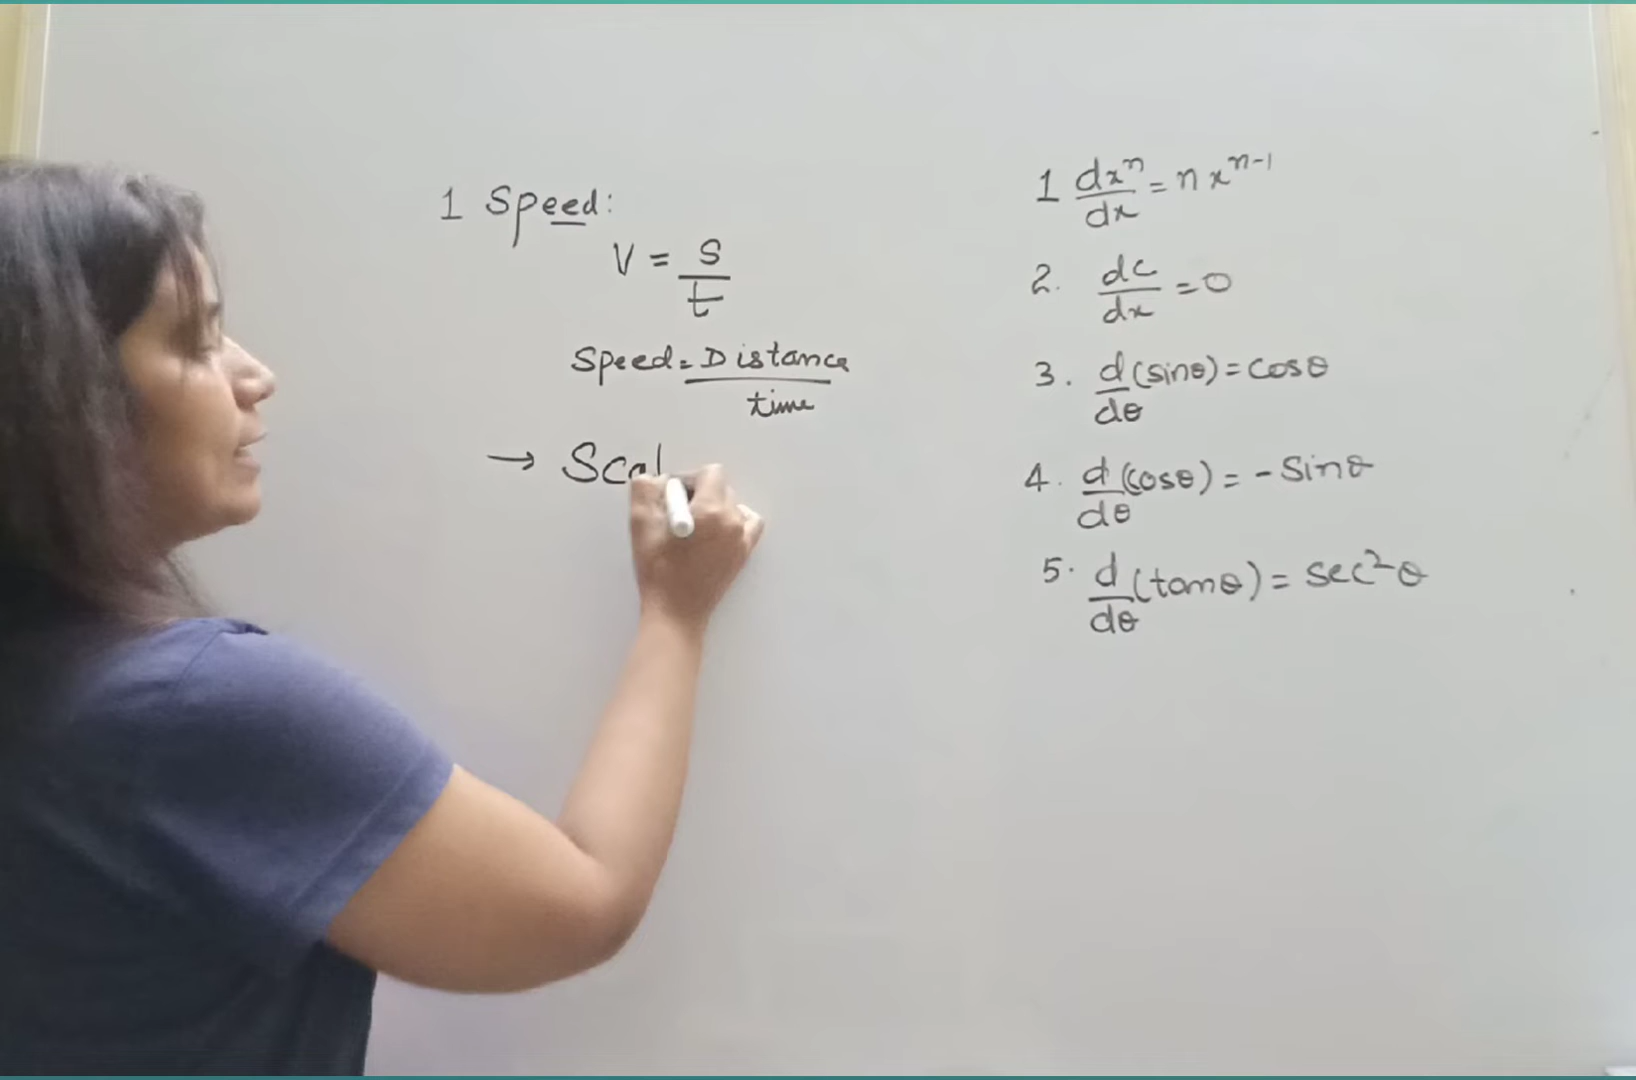 1 Speed:
V = s/t
Speed = Distance/time
→ Scal
1 dxⁿ/dx = n xⁿ⁻¹
2. dc/dx = 0
3. d/dθ (sinθ) = cosθ
4. d/dθ (cosθ) = - Sinθ
5. d/dθ (tanθ) = sec²θ